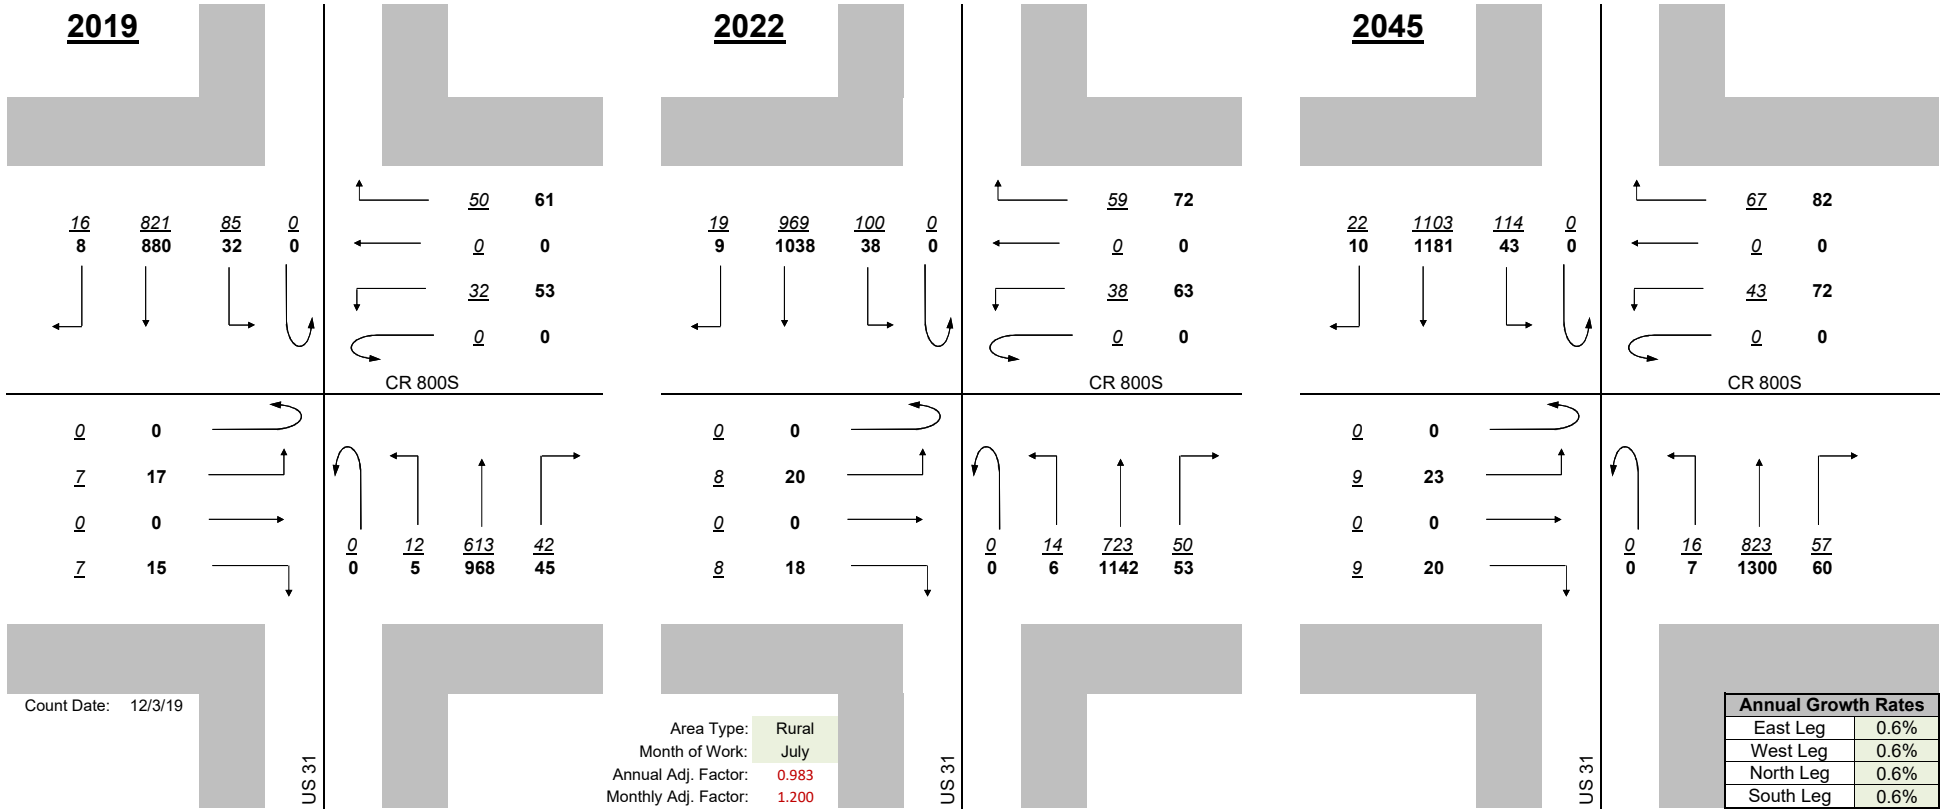 2019
2022
2045
50 61
16 821 85 0
8 880 32 0
0 0
32 53
0 0
CR 800S
0 0
7 17
0 0
7 15
0 12 613 42
0 5 968 45
Count Date: 12/3/19
US 31
59 72
19 969 100 0
9 1038 38 0
0 0
38 63
0 0
CR 800S
0 0
8 20
0 0
8 18
0 14 723 50
0 6 1142 53
Area Type: Rural
Month of Work: July
Annual Adj. Factor: 0.983
Monthly Adj. Factor: 1.200
US 31
67 82
22 1103 114 0
10 1181 43 0
0 0
43 72
0 0
CR 800S
0 0
9 23
0 0
9 20
0 16 823 57
0 7 1300 60
US 31
Annual Growth Rates
East Leg 0.6%
West Leg 0.6%
North Leg 0.6%
South Leg 0.6%